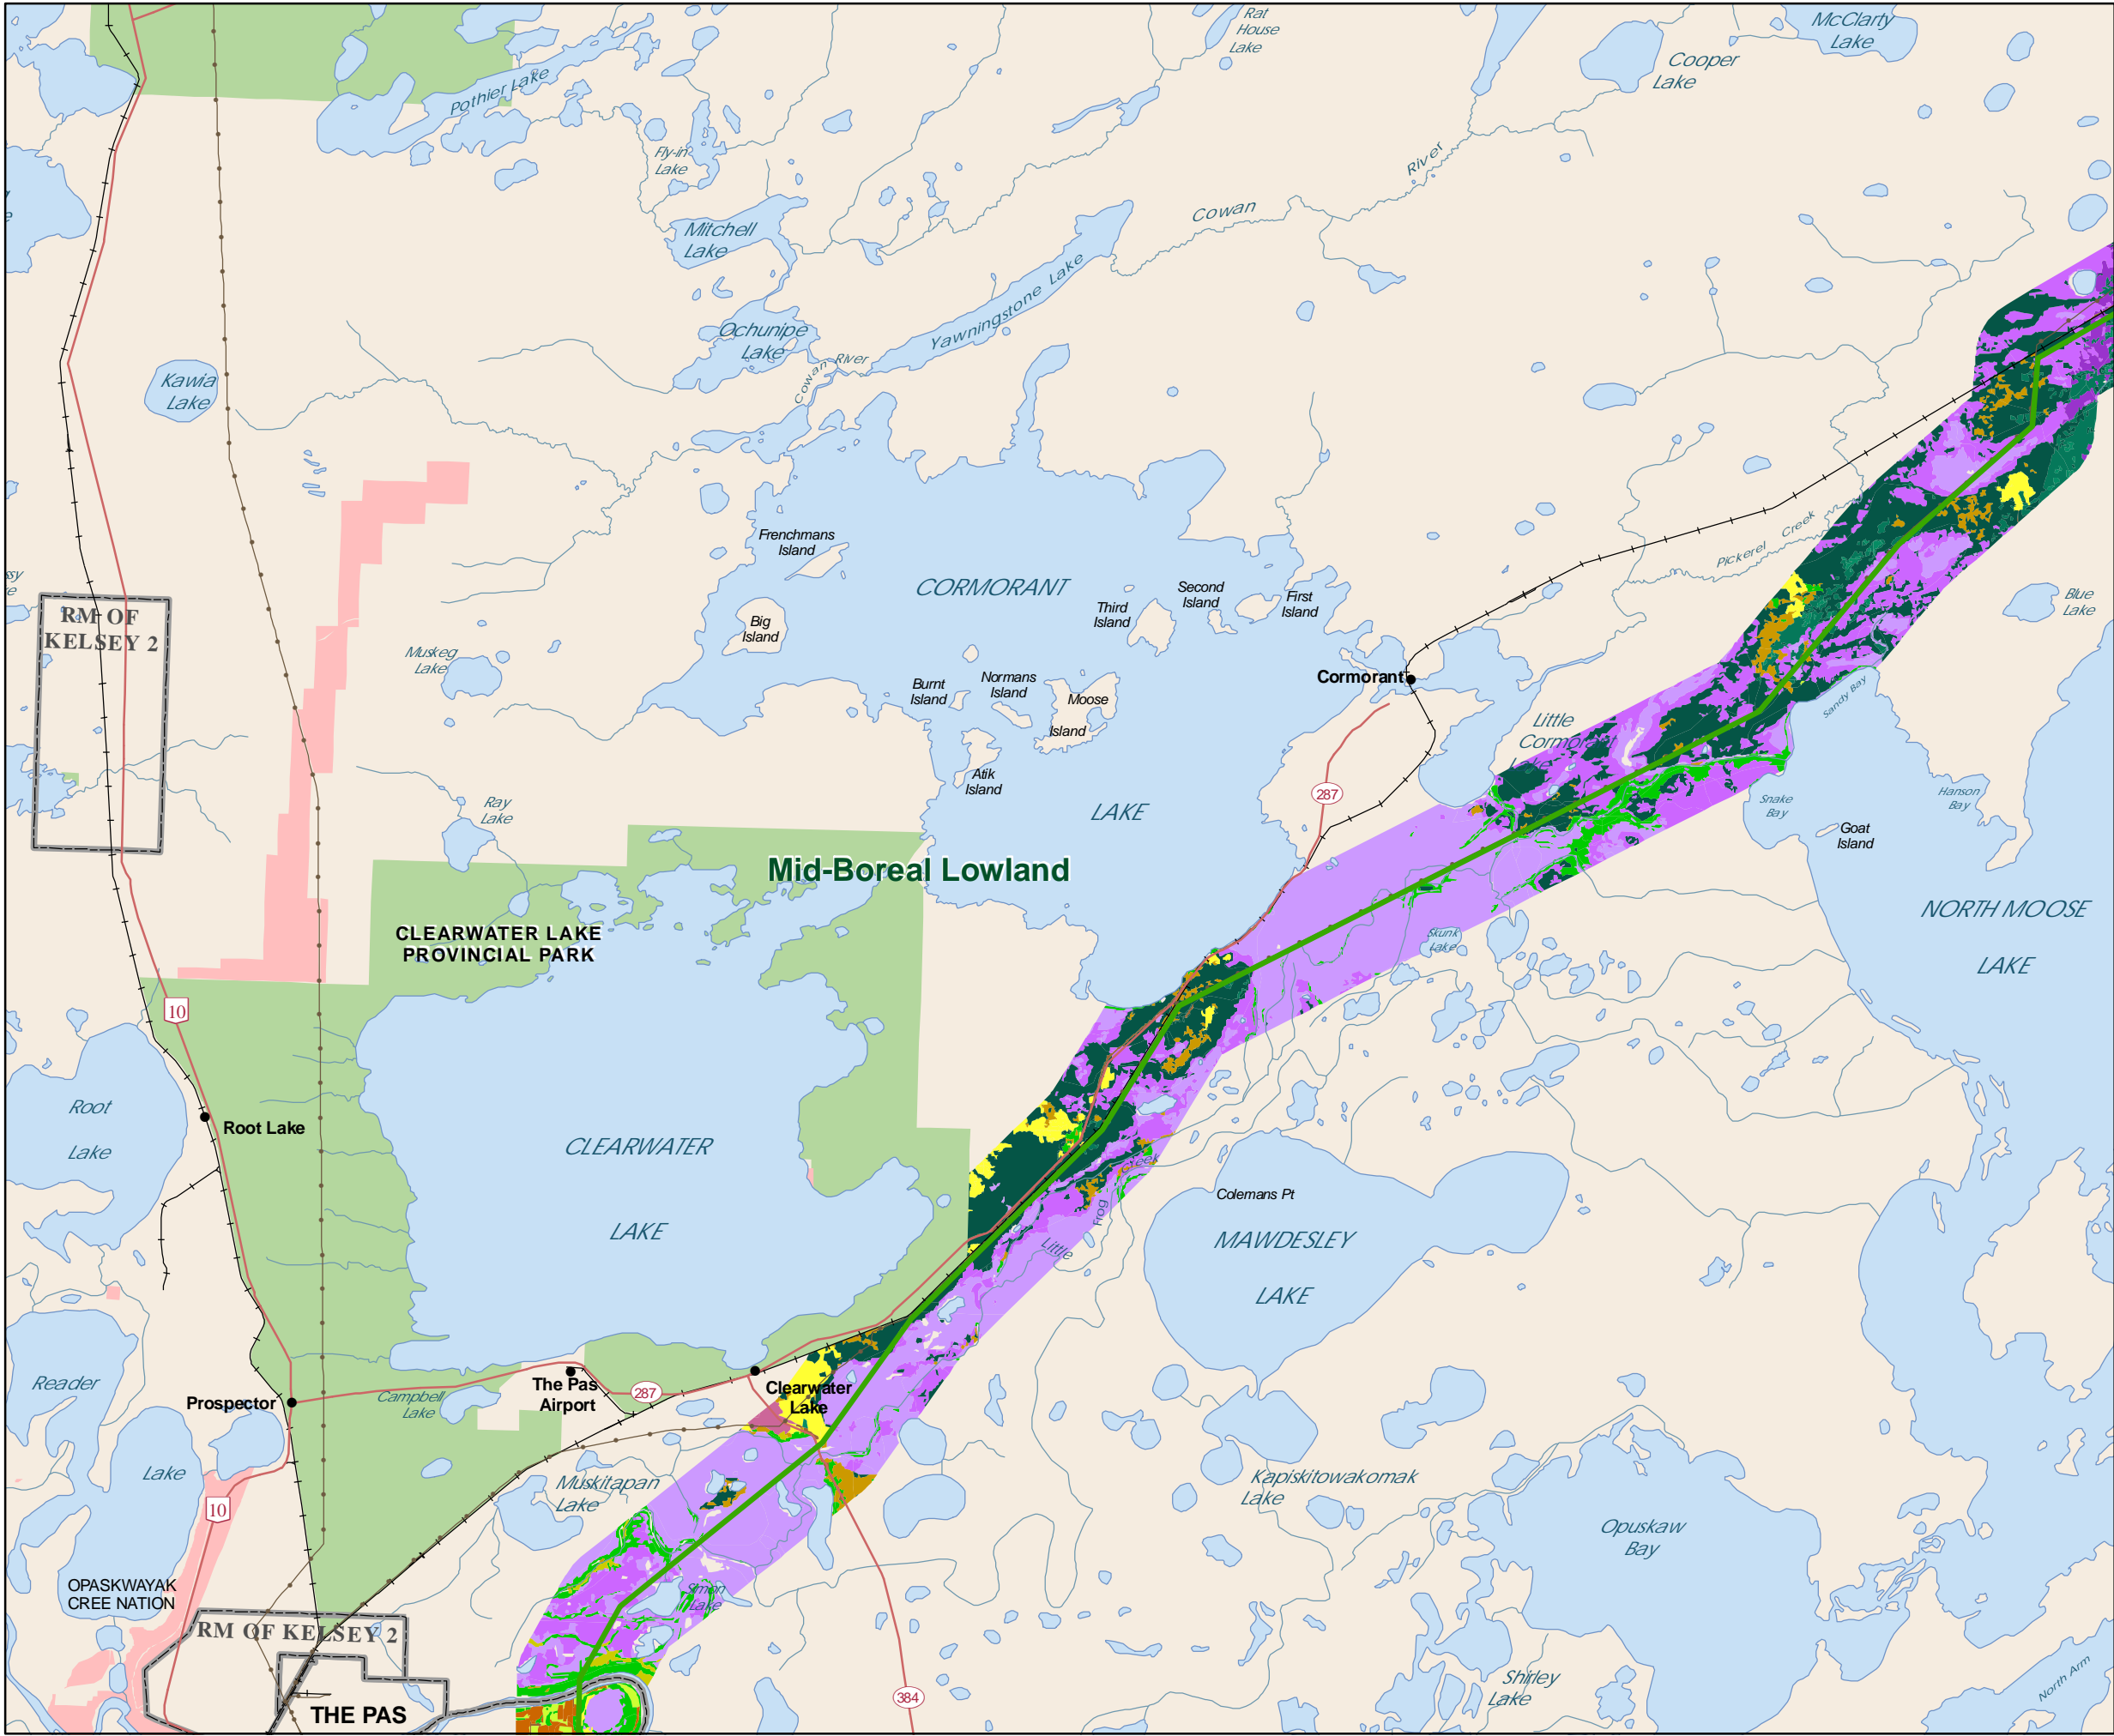 Rat
House
Lake
McClarty
Lake
Cooper
Lake
Pothier Lake
Fly-in
Lake
River
Cowan
Mitchell
Lake
Yawningstone Lake
Ochunipe
Lake
River
Cowan
Kawia
Lake
Frenchmans
Island
CORMORANT
LAKE
Big
Island
Third
Island
Second
Island
First
Island
Pickerel Creek
Blue
Lake
RM OF
KELSEY 2
Muskeg
Lake
Burnt
Island
Normans
Island
Moose
Island
Atik
Island
Cormorant
Little
Cormorant
Lake
Sandy Bay
287
Snake
Bay
Hanson
Bay
Goat
Island
Ray
Lake
Mid-Boreal Lowland
CLEARWATER LAKE
PROVINCIAL PARK
Skunk
Lake
NORTH MOOSE
LAKE
10
Root
Lake
Root Lake
CLEARWATER
LAKE
Colemans Pt
MAWDESLEY
LAKE
Little
Frog
Creek
Reader
Lake
Prospector
Campbell
Lake
The Pas
Airport
287
Clearwater
Lake
Muskitapan
Lake
Kapiskitowakomak
Lake
10
Opuskaw
Bay
OPASKWAYAK
CREE NATION
Simon
Lake
RM OF KELSEY 2
THE PAS
384
Shirley
Lake
North Arm